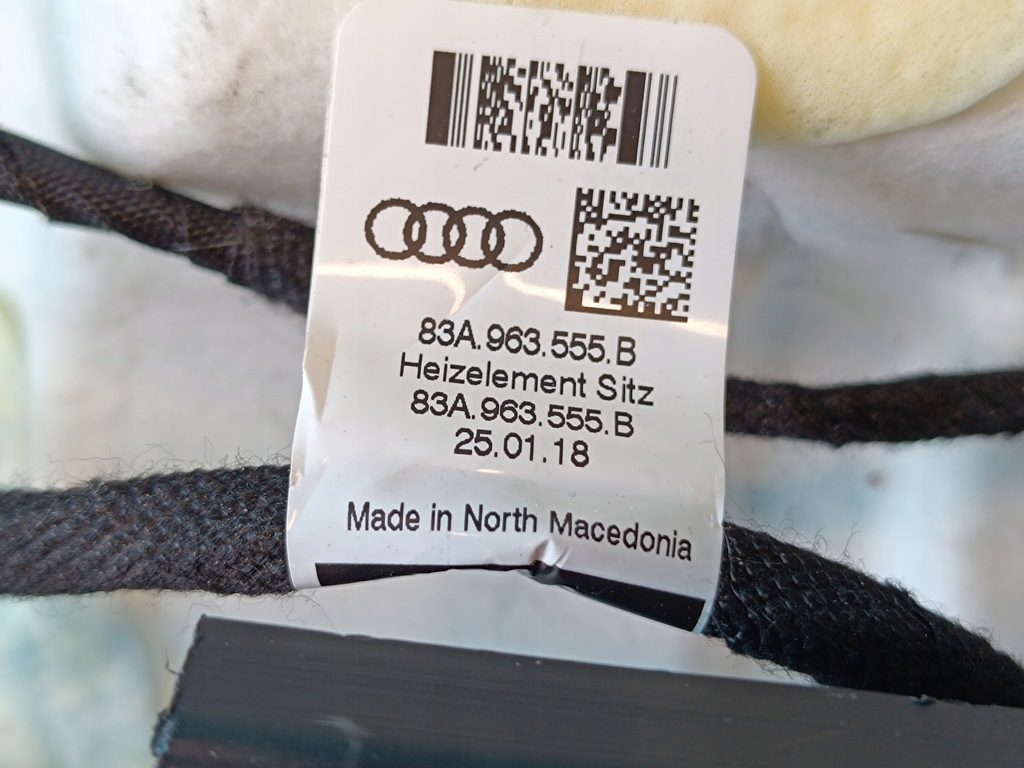 83A.963.555.B
Heizelement Sitz
83A.963.555.B
25.01.18
Made in North Macedonia